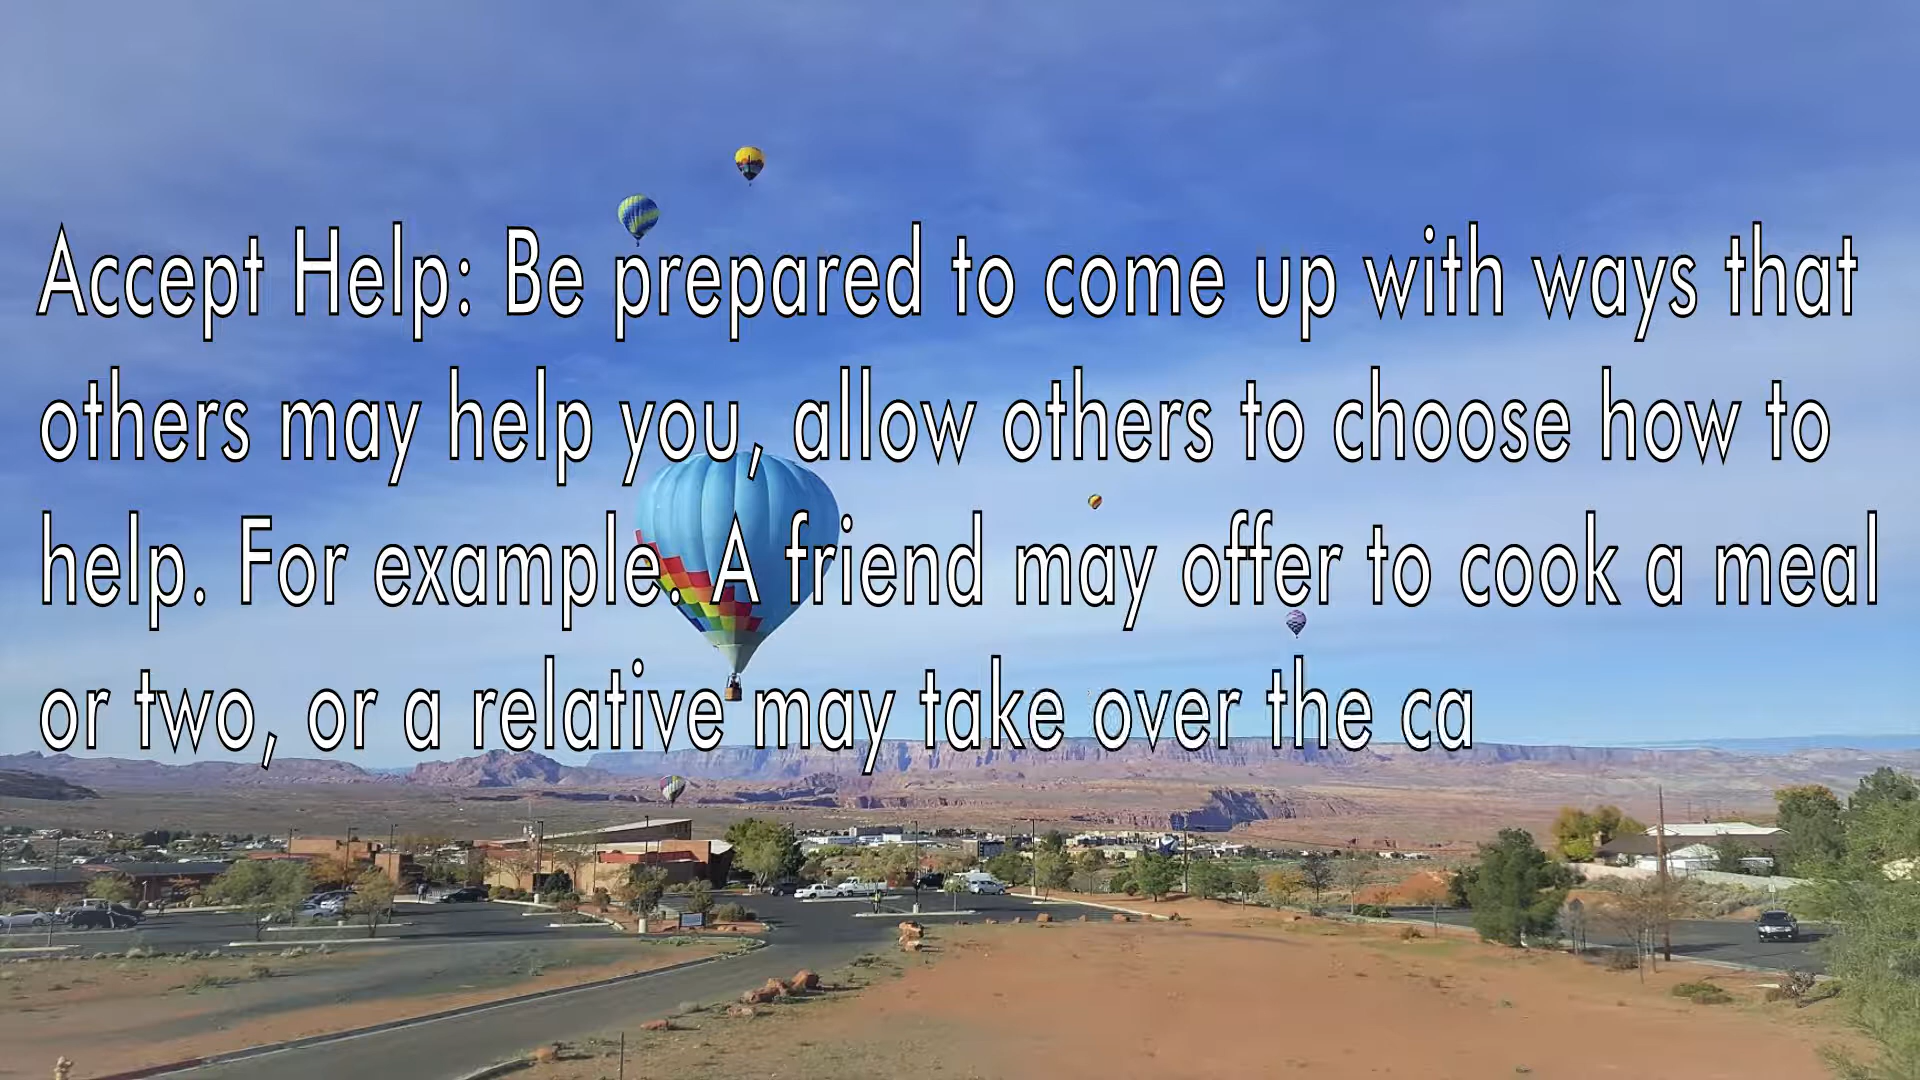 Accept Help: Be prepared to come up with ways that
others may help you, allow others to choose how to
help. For example. A friend may offer to cook a meal
or two, or a relative may take over the ca